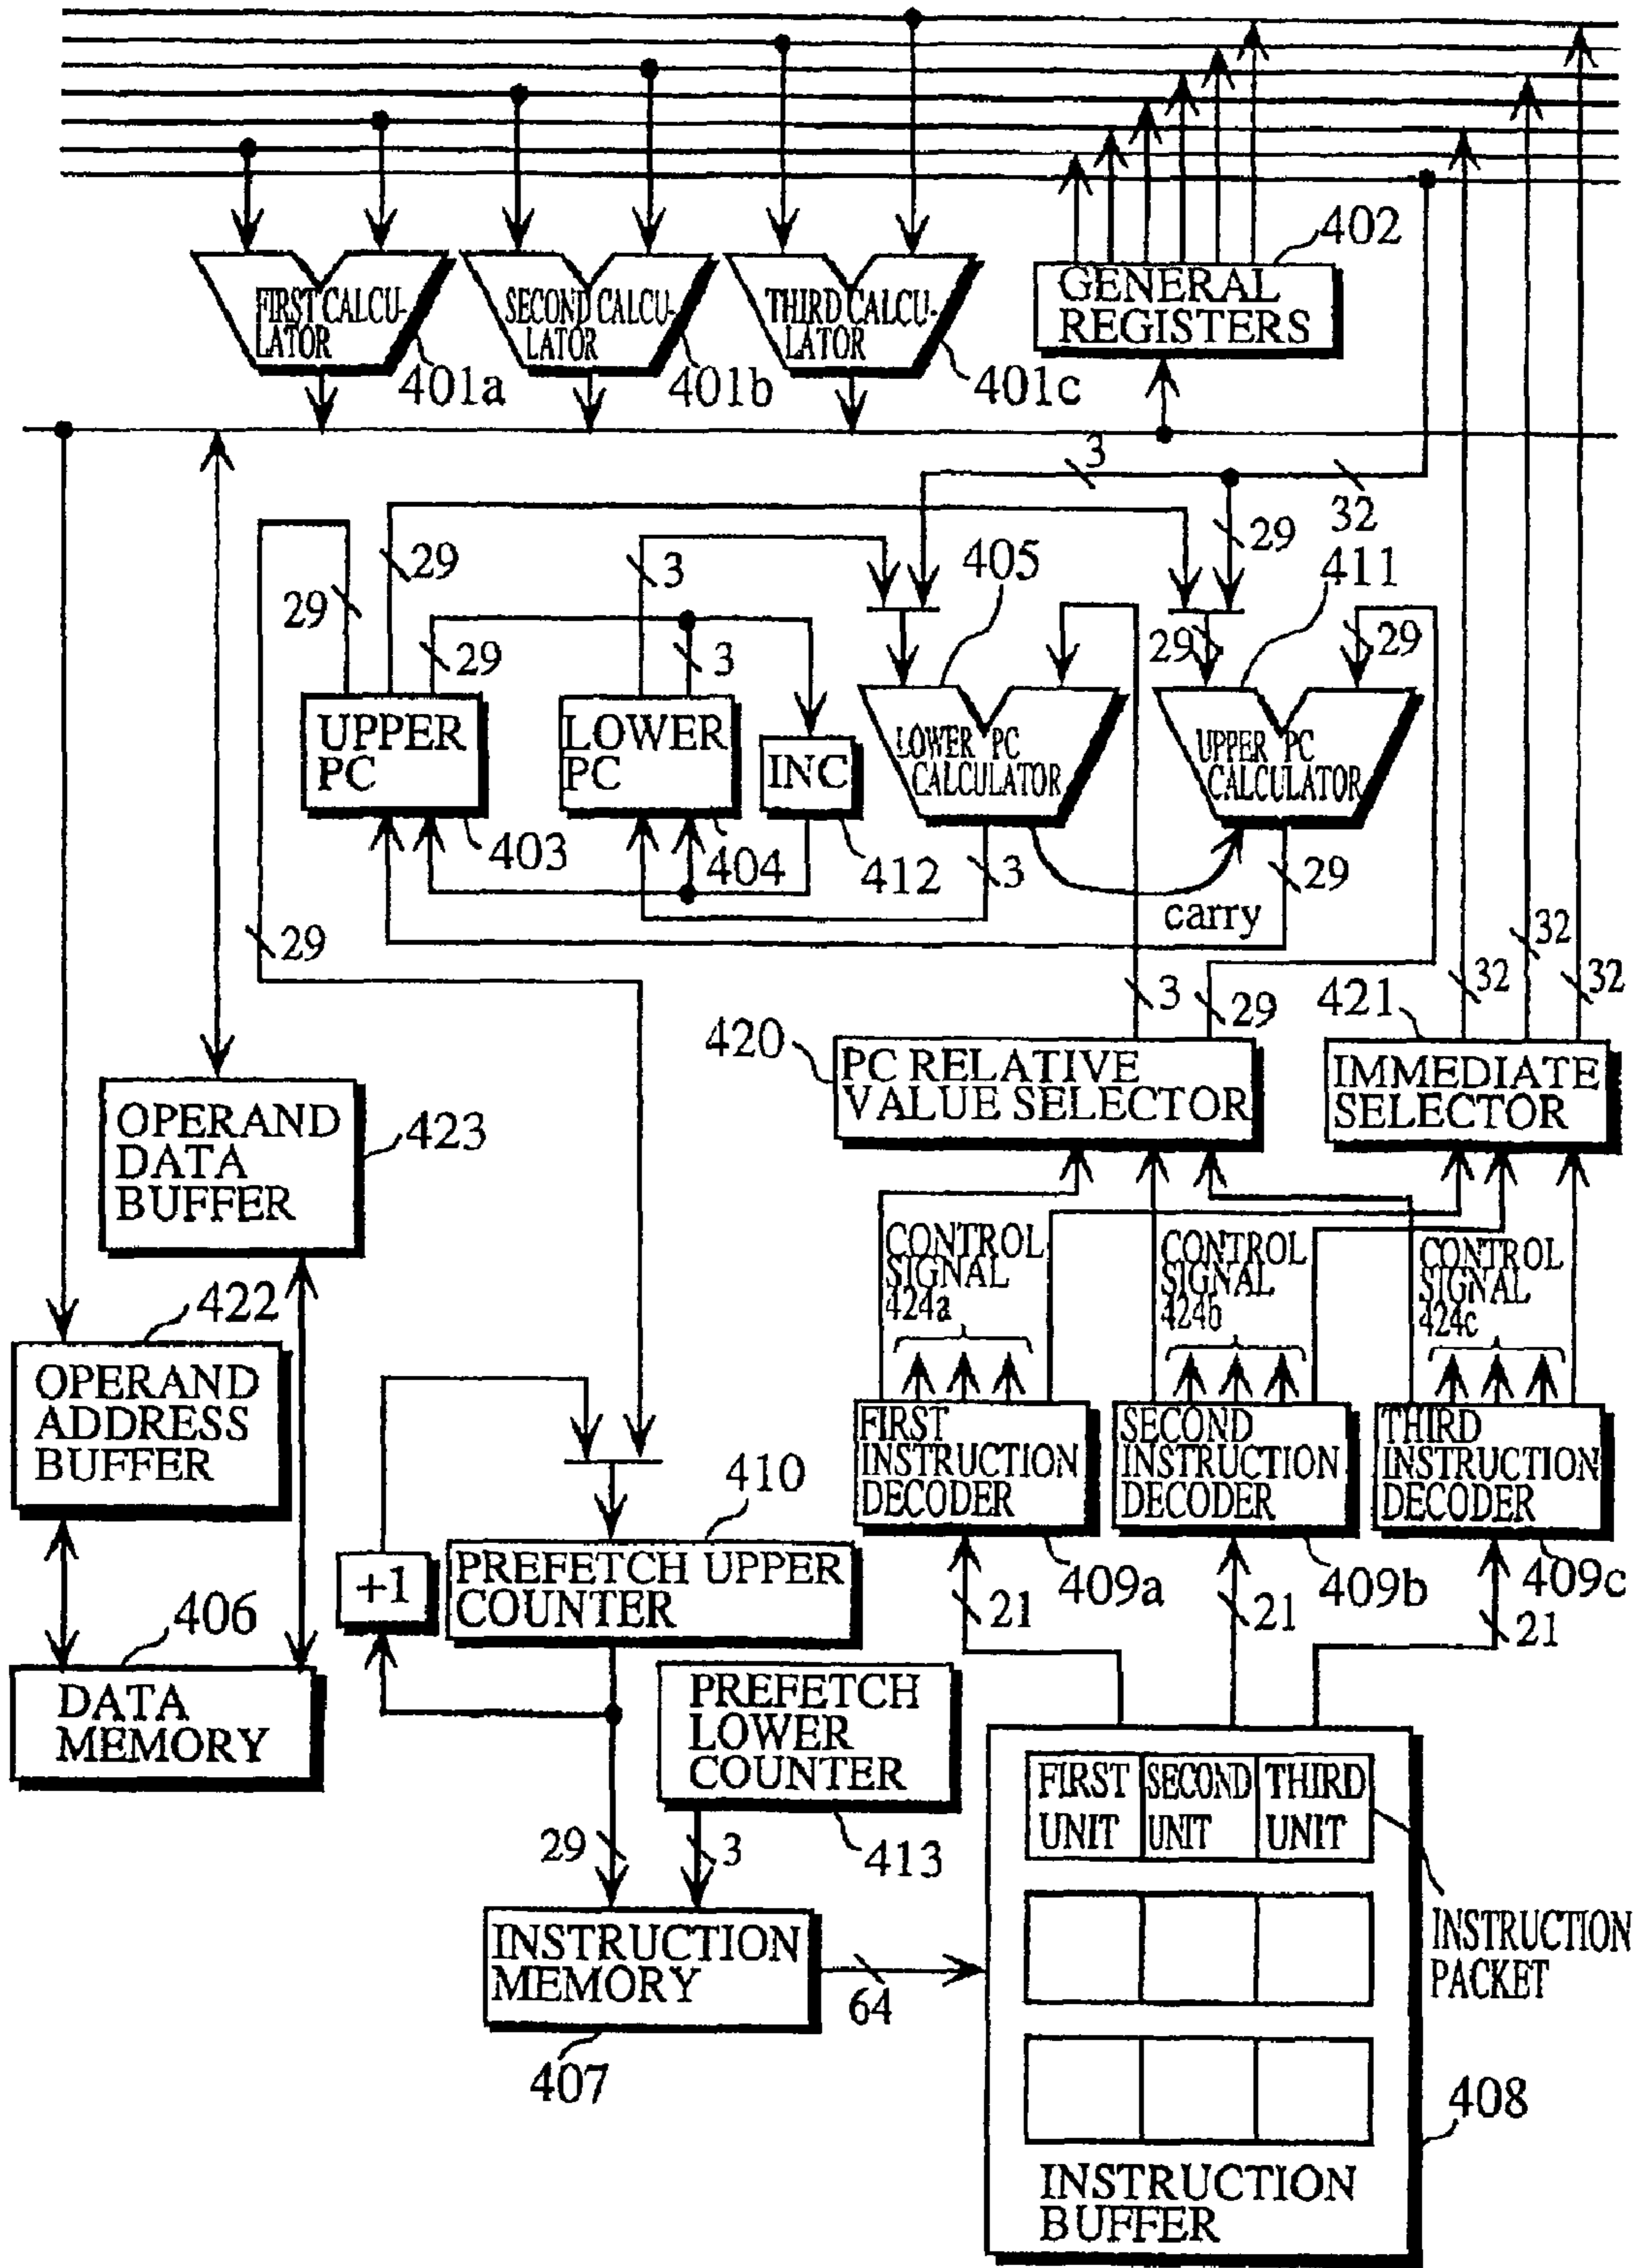 402
GENERAL
REGISTERS
FIRST CALCU-
LATOR
SECOND CALCU-
LATOR
THIRD CALCU-
LATOR
401a
401b
401c
3
32
29
29
29
3
405
411
29
3
29
29
UPPER
PC
LOWER
PC
INC
LOWER PC
CALCULATOR
UPPER PC
CALCULATOR
403
404
412
3
29
carry
29
32
32
32
3
29
421
420
PC RELATIVE
VALUE SELECTOR
IMMEDIATE
SELECTOR
OPERAND
DATA
BUFFER
423
CONTROL
SIGNAL
424a
CONTROL
SIGNAL
424b
CONTROL
SIGNAL
424c
422
OPERAND
ADDRESS
BUFFER
FIRST
INSTRUCTION
DECODER
SECOND
INSTRUCTION
DECODER
THIRD
INSTRUCTION
DECODER
410
PREFETCH UPPER
COUNTER
+1
409a
409b
409c
21
21
21
406
DATA
MEMORY
PREFETCH
LOWER
COUNTER
413
29
3
FIRST
UNIT
SECOND
UNIT
THIRD
UNIT
INSTRUCTION
PACKET
INSTRUCTION
MEMORY
64
407
408
INSTRUCTION
BUFFER